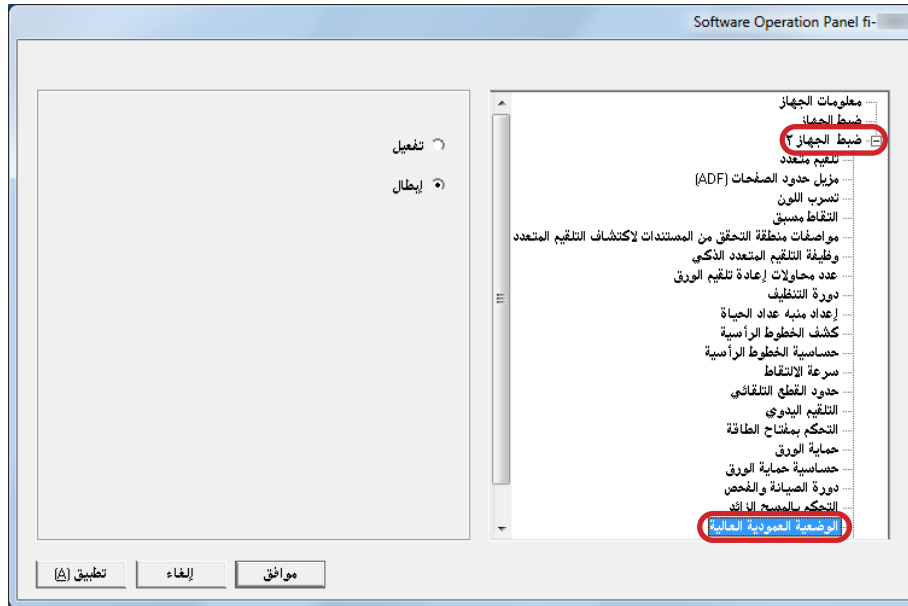 Software Operation Panel fi-
معلومات الجهاز
ضبط الجهاز
ضبط الجهاز ٢
تلقيم متعدد
مزيل حدود الصفحات (ADF)
تسرب اللون
التقاط مسبق
مواصفات منطقة التحقق من المستندات لاكتشاف التلقيم المتعدد
وظيفة التلقيم المتعدد الذكي
عدد محاولات إعادة تلقيم الورق
دورة التنظيف
إعداد منبه عداد الحياة
كشف الخطوط الرأسية
حساسية الخطوط الرأسية
سرعة الالتقاط
حدود القطع التلقائي
التلقيم اليدوي
التحكم بمفتاح الطاقة
حماية الورق
حساسية حماية الورق
دورة الصيانة والفحص
التحكم بالمسح الزائد
الوضعية العمودية العالية
تفعيل
إبطال
موافق
إلغاء
تطبيق (A)